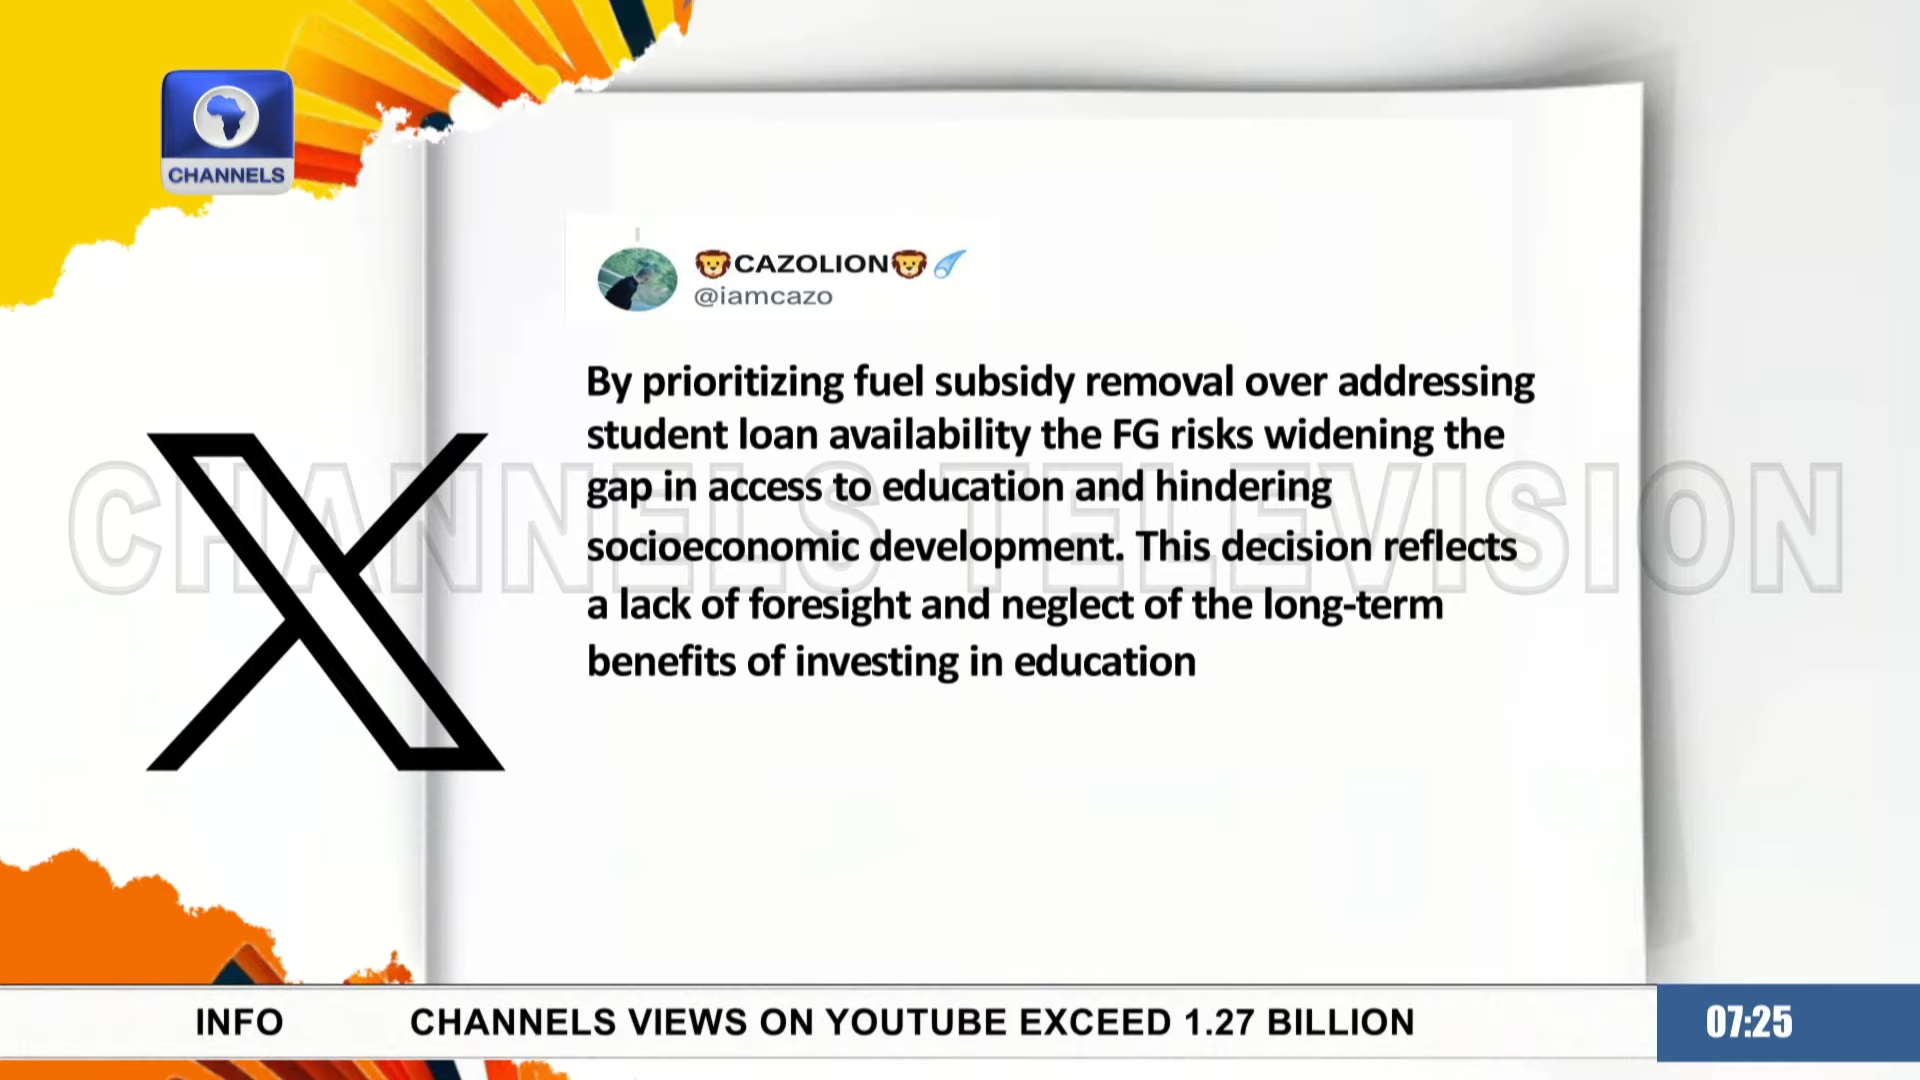 CHANNELS
🦁CAZOLION🦁☄️
@iamcazo
By prioritizing fuel subsidy removal over addressing
student loan availability the FG risks widening the
gap in access to education and hindering
socioeconomic development. This decision reflects
a lack of foresight and neglect of the long-term
benefits of investing in education
CHANNELS TELEVISION
INFO CHANNELS VIEWS ON YOUTUBE EXCEED 1.27 BILLION 07:25